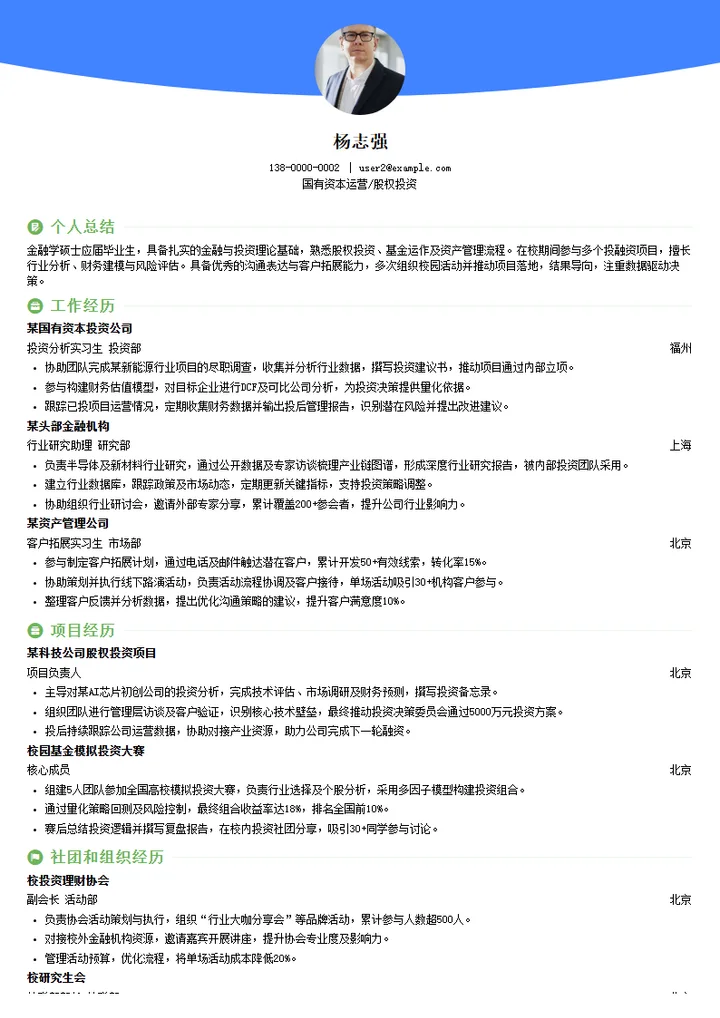 杨志强
138-0000-0002 | user2@example.com
国有资本运营/股权投资
个人总结
金融学硕士应届毕业生，具备扎实的金融与投资理论基础，熟悉股权投资、基金运作及资产管理流程。在校期间参与多个投融资项目，擅长
行业分析、财务建模与风险评估。具备优秀的沟通表达与客户拓展能力，多次组织校园活动并推动项目落地，结果导向，注重数据驱动决
策。
工作经历
某国有资本投资公司
投资分析实习生 投资部 福州
• 协助团队完成某新能源行业项目的尽职调查，收集并分析行业数据，撰写投资建议书，推动项目通过内部立项。
• 参与构建财务估值模型，对目标企业进行DCF及可比公司分析，为投资决策提供量化依据。
• 跟踪已投项目运营情况，定期收集财务数据并输出投后管理报告，识别潜在风险并提出改进建议。
某头部金融机构
行业研究助理 研究部 上海
• 负责半导体及新材料行业研究，通过公开数据及专家访谈梳理产业链图谱，形成深度行业研究报告，被内部投资团队采用。
• 建立行业数据库，跟踪政策及市场动态，定期更新关键指标，支持投资策略调整。
• 协助组织行业研讨会，邀请外部专家分享，累计覆盖200+参会者，提升公司行业影响力。
某资产管理公司
客户拓展实习生 市场部 北京
• 参与制定客户拓展计划，通过电话及邮件触达潜在客户，累计开发50+有效线索，转化率15%。
• 协助策划并执行线下路演活动，负责活动流程协调及客户接待，单场活动吸引30+机构客户参与。
• 整理客户反馈并分析数据，提出优化沟通策略的建议，提升客户满意度10%。
项目经历
某科技公司股权投资项目
项目负责人 北京
• 主导对某AI芯片初创公司的投资分析，完成技术评估、市场调研及财务预测，撰写投资备忘录。
• 组织团队进行管理层访谈及客户验证，识别核心技术壁垒，最终推动投资决策委员会通过5000万元投资方案。
• 投后持续跟踪公司运营数据，协助对接产业资源，助力公司完成下一轮融资。
校园基金模拟投资大赛
核心成员 北京
• 组建5人团队参加全国高校模拟投资大赛，负责行业选择及个股分析，采用多因子模型构建投资组合。
• 通过量化策略回测及风险控制，最终组合收益率达18%，排名全国前10%。
• 赛后总结投资逻辑并撰写复盘报告，在校内投资社团分享，吸引30+同学参与讨论。
社团和组织经历
校投资理财协会
副会长 活动部 北京
• 负责协会活动策划与执行，组织“行业大咖分享会”等品牌活动，累计参与人数超500人。
• 对接校外金融机构资源，邀请嘉宾开展讲座，提升协会专业度及影响力。
• 管理活动预算，优化流程，将单场活动成本降低20%。
校研究生会